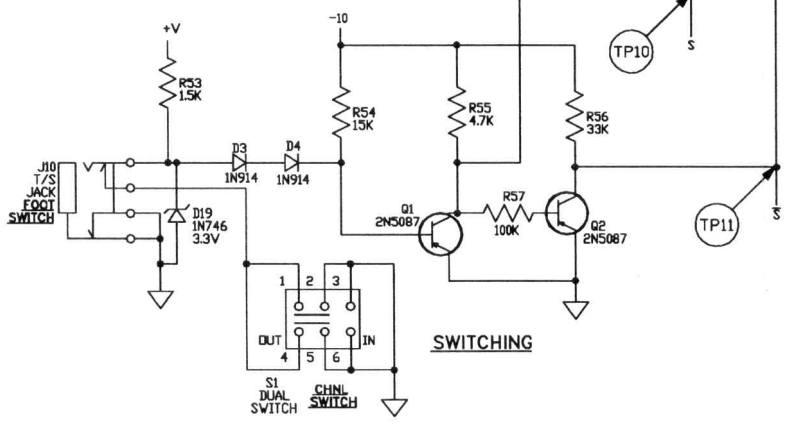 -10
+V
S
TP10
R53
1.5K
R54
15K
R55
4.7K
R56
33K
D3
D4
1N914
1N914
J10
T/S
JACK
FOOT
SWITCH
D19
1N746
3.3V
Q1
2N5087
R57
100K
Q2
2N5087
TP11
S̅
1 2 3
OUT
IN
4 5 6
SWITCHING
S1
DUAL
SWITCH
CHNL
SWITCH